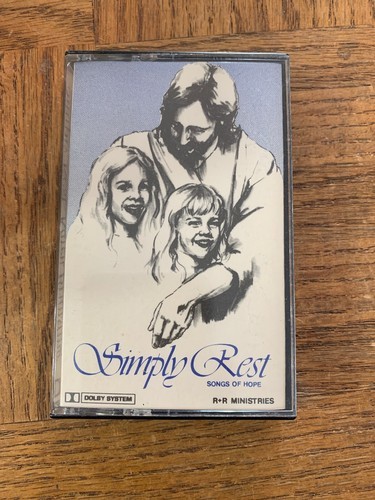 Simply Rest
SONGS OF HOPE
DOLBY SYSTEM
R+R MINISTRIES